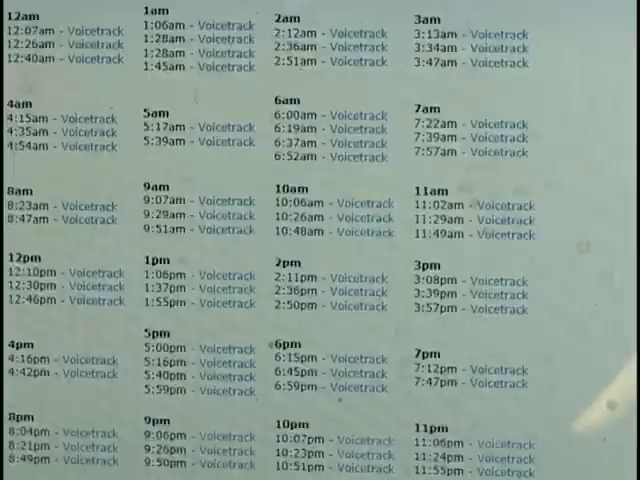 12am
12:07am - Voicetrack
12:26am - Voicetrack
12:40am - Voicetrack
1am
1:06am - Voicetrack
1:28am - Voicetrack
1:28am - Voicetrack
1:45am - Voicetrack
2am
2:12am - Voicetrack
2:36am - Voicetrack
2:51am - Voicetrack
3am
3:13am - Voicetrack
3:34am - Voicetrack
3:47am - Voicetrack
4am
4:15am - Voicetrack
4:35am - Voicetrack
4:54am - Voicetrack
5am
5:17am - Voicetrack
5:39am - Voicetrack
6am
6:00am - Voicetrack
6:19am - Voicetrack
6:37am - Voicetrack
6:52am - Voicetrack
7am
7:22am - Voicetrack
7:39am - Voicetrack
7:57am - Voicetrack
8am
8:23am - Voicetrack
8:47am - Voicetrack
9am
9:07am - Voicetrack
9:29am - Voicetrack
9:51am - Voicetrack
10am
10:06am - Voicetrack
10:26am - Voicetrack
10:48am - Voicetrack
11am
11:02am - Voicetrack
11:29am - Voicetrack
11:49am - Voicetrack
12pm
12:10pm - Voicetrack
12:30pm - Voicetrack
12:46pm - Voicetrack
1pm
1:06pm - Voicetrack
1:37pm - Voicetrack
1:55pm - Voicetrack
2pm
2:11pm - Voicetrack
2:36pm - Voicetrack
2:50pm - Voicetrack
3pm
3:08pm - Voicetrack
3:39pm - Voicetrack
3:57pm - Voicetrack
4pm
4:16pm - Voicetrack
4:42pm - Voicetrack
5pm
5:00pm - Voicetrack
5:16pm - Voicetrack
5:40pm - Voicetrack
5:59pm - Voicetrack
6pm
6:15pm - Voicetrack
6:45pm - Voicetrack
6:59pm - Voicetrack
7pm
7:12pm - Voicetrack
7:47pm - Voicetrack
8pm
8:04pm - Voicetrack
8:21pm - Voicetrack
8:49pm - Voicetrack
9pm
9:06pm - Voicetrack
9:26pm - Voicetrack
9:50pm - Voicetrack
10pm
10:07pm - Voicetrack
10:23pm - Voicetrack
10:51pm - Voicetrack
11pm
11:06pm - Voicetrack
11:24pm - Voicetrack
11:55pm - Voicetrack